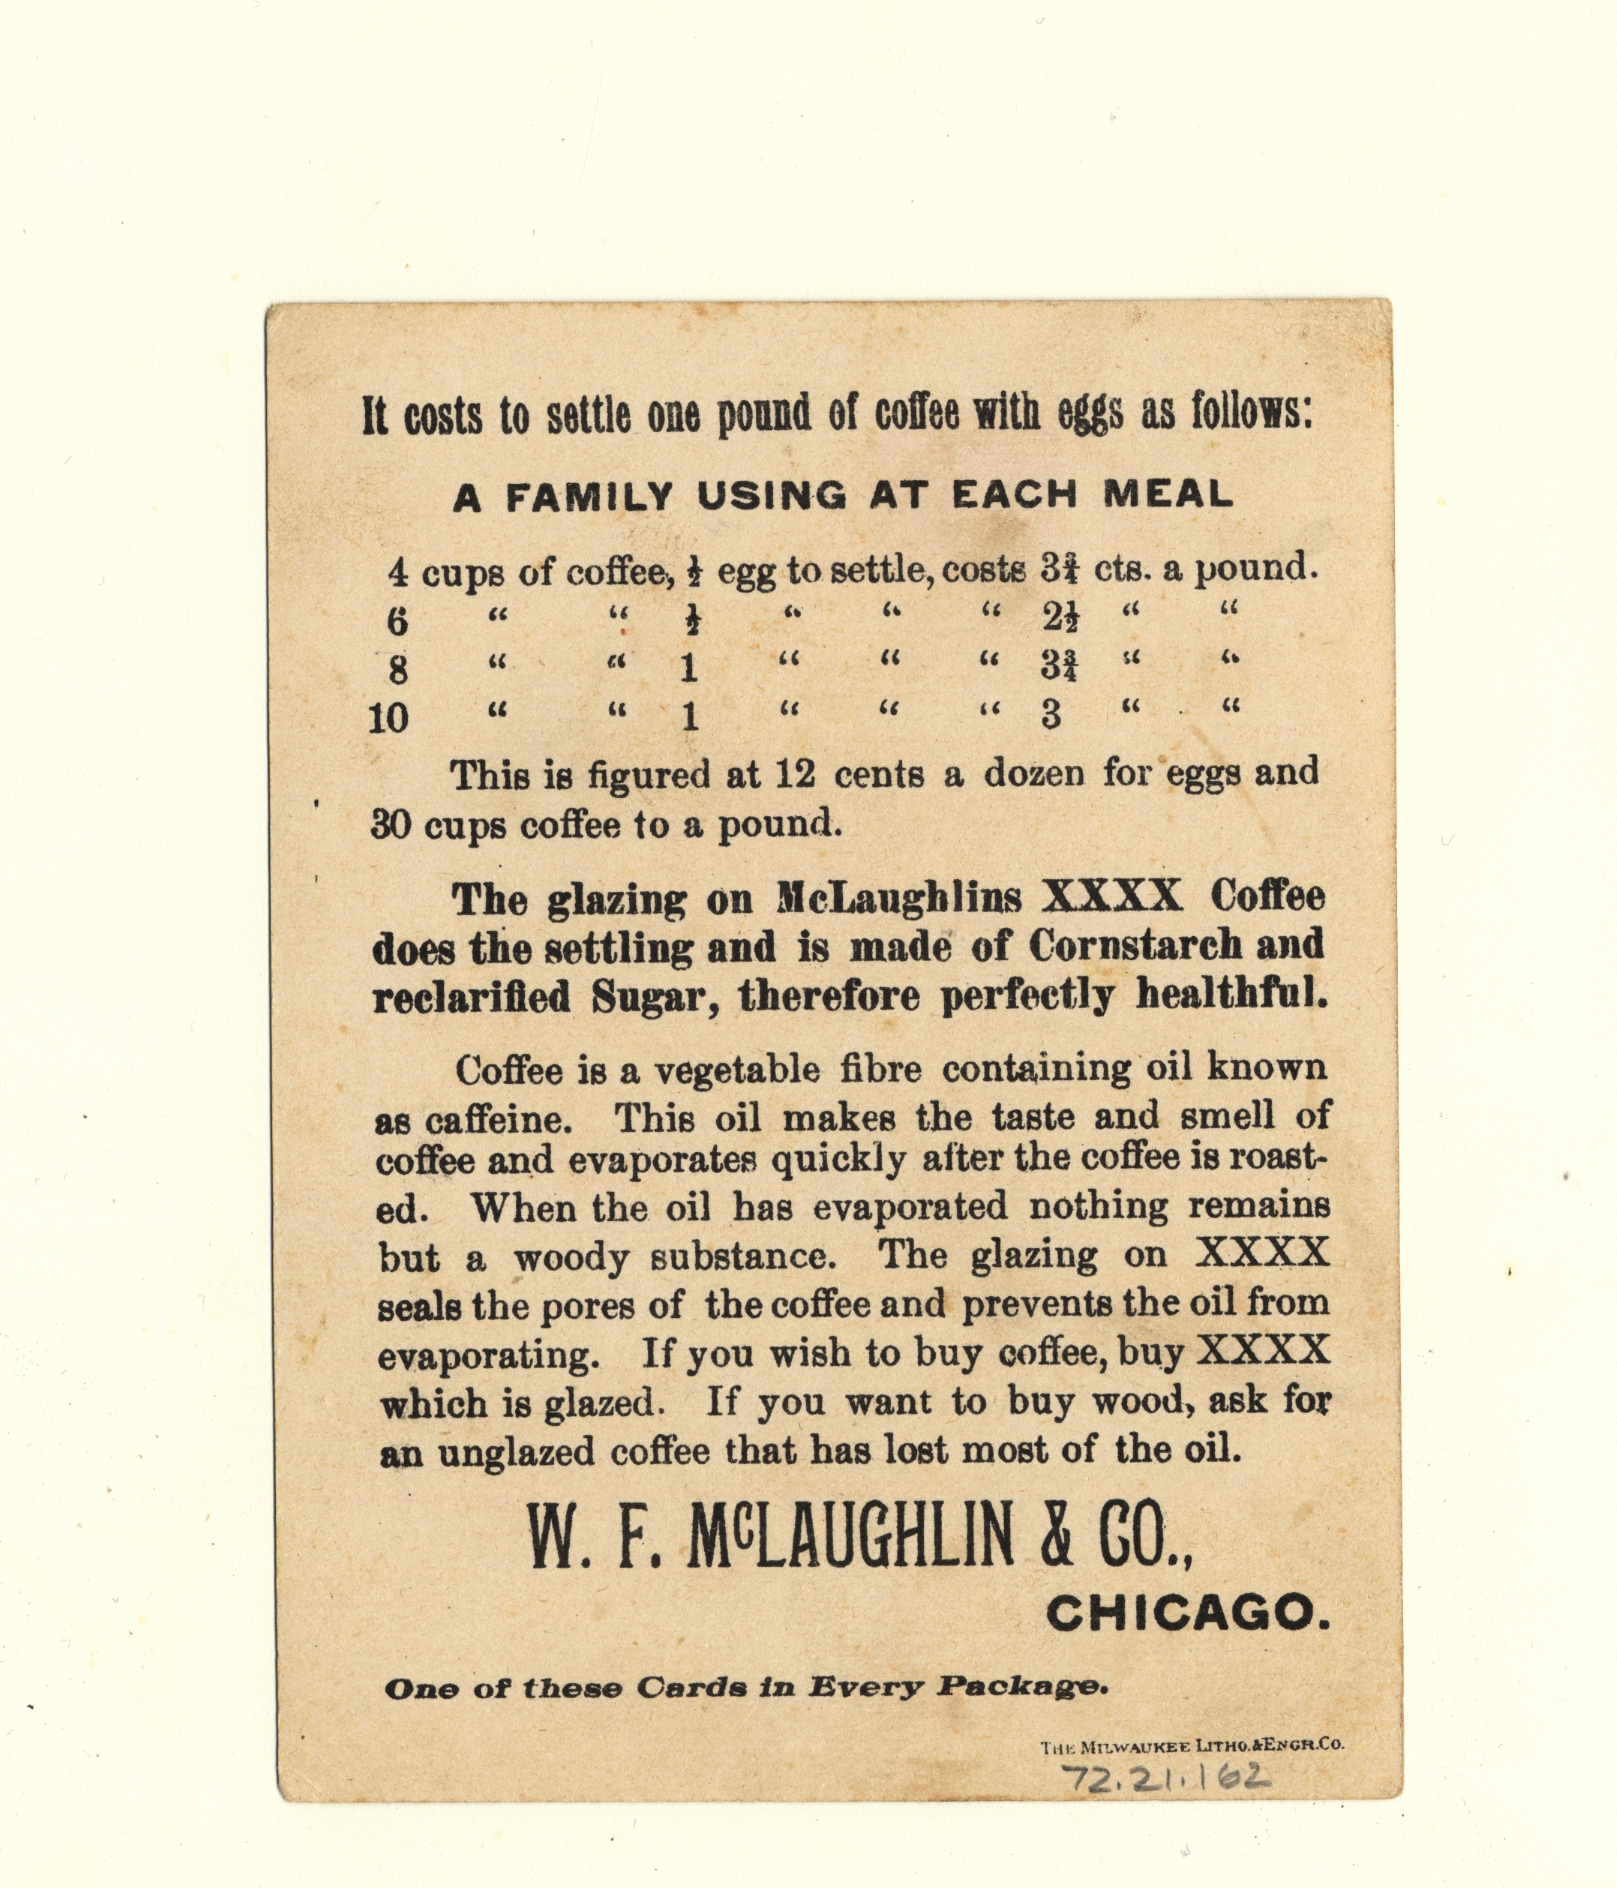 It costs to settle one pound of coffee with eggs as follows:
A FAMILY USING AT EACH MEAL
4 cups of coffee, ½ egg to settle, costs 3¾ cts. a pound.
6 “ “ ½ “ “ “ 2½ “ “
8 “ “ 1 “ “ “ 3¾ “ “
10 “ “ 1 “ “ “ 3 “ “
This is figured at 12 cents a dozen for eggs and
30 cups coffee to a pound.
The glazing on McLaughlins XXXX Coffee
does the settling and is made of Cornstarch and
reclarified Sugar, therefore perfectly healthful.
Coffee is a vegetable fibre containing oil known
as caffeine. This oil makes the taste and smell of
coffee and evaporates quickly after the coffee is roast-
ed. When the oil has evaporated nothing remains
but a woody substance. The glazing on XXXX
seals the pores of the coffee and prevents the oil from
evaporating. If you wish to buy coffee, buy XXXX
which is glazed. If you want to buy wood, ask for
an unglazed coffee that has lost most of the oil.
W. F. McLAUGHLIN & CO.,
CHICAGO.
One of these Cards in Every Package.
THE MILWAUKEE LITHO. & ENGR. CO.
72.21.162